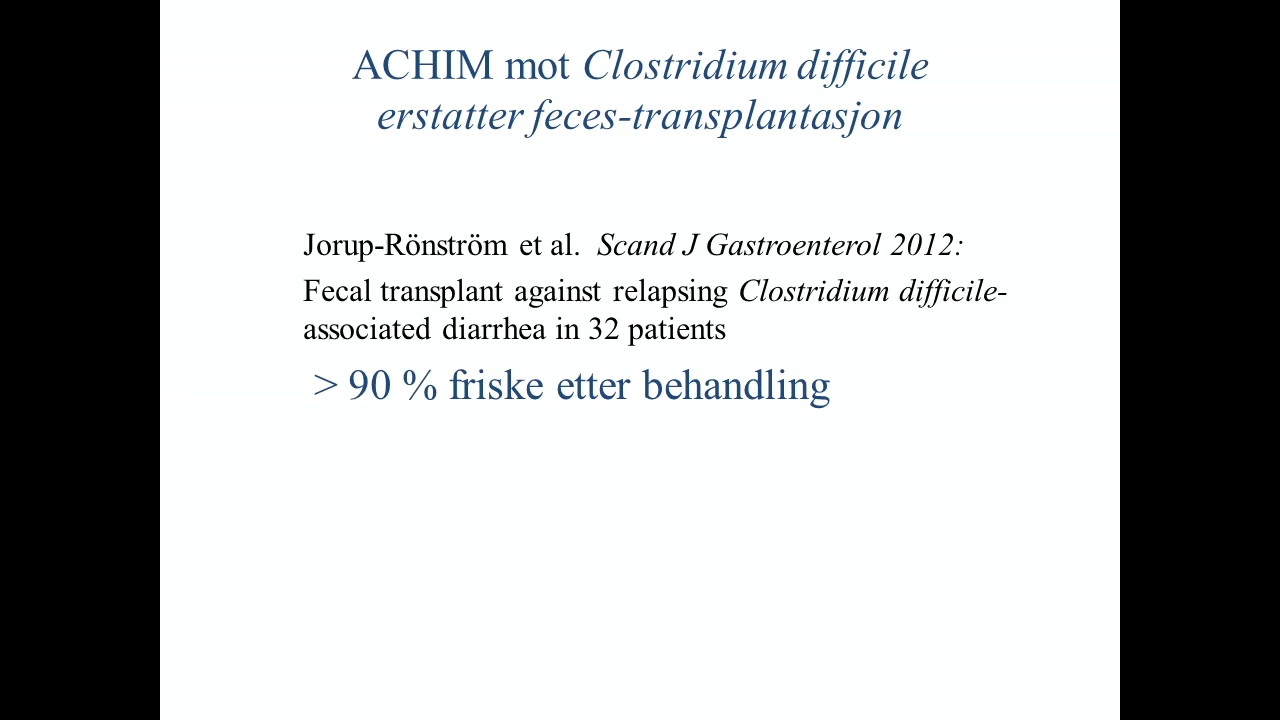 ACHIM mot Clostridium difficile
erstatter feces-transplantasjon
Jorup-Rönström et al. Scand J Gastroenterol 2012:
Fecal transplant against relapsing Clostridium difficile-
associated diarrhea in 32 patients
> 90 % friske etter behandling